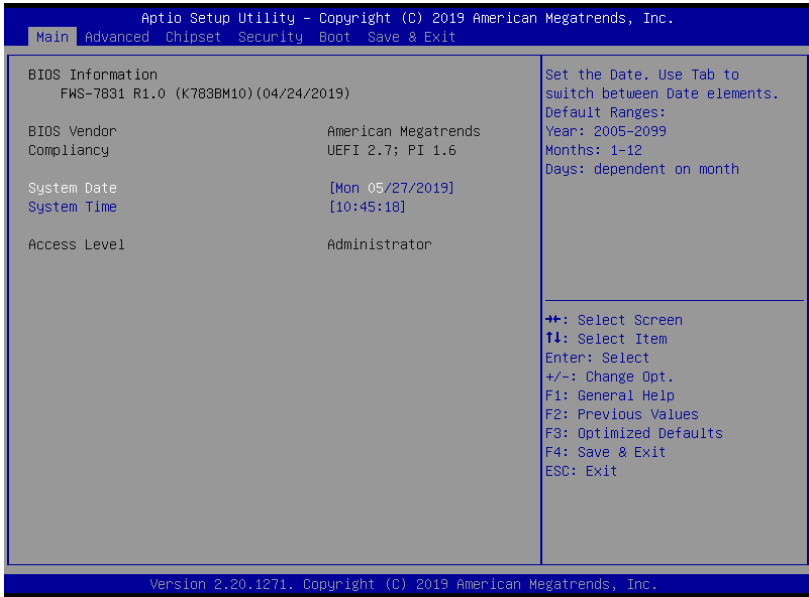 Aptio Setup Utility – Copyright (C) 2019 American Megatrends, Inc.
Main Advanced Chipset Security Boot Save & Exit
BIOS Information
FWS-7831 R1.0 (K783BM10)(04/24/2019)
BIOS Vendor American Megatrends
Compliancy UEFI 2.7; PI 1.6
System Date [Mon 05/27/2019]
System Time [10:45:18]
Access Level Administrator
Set the Date. Use Tab to
switch between Date elements.
Default Ranges:
Year: 2005-2099
Months: 1-12
Days: dependent on month
→←: Select Screen
↑↓: Select Item
Enter: Select
+/-: Change Opt.
F1: General Help
F2: Previous Values
F3: Optimized Defaults
F4: Save & Exit
ESC: Exit
Version 2.20.1271. Copyright (C) 2019 American Megatrends, Inc.